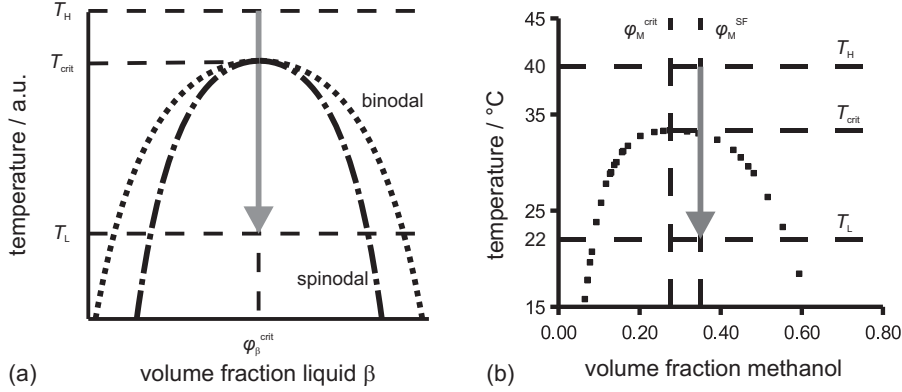 T_H
T_crit
T_L
temperature / a.u.
binodal
spinodal
φ_β^crit
(a)
volume fraction liquid β
45
40
35
25
22
15
temperature / °C
φ_M^crit
φ_M^SF
T_H
T_crit
T_L
0.00
0.20
0.40
0.60
0.80
(b)
volume fraction methanol